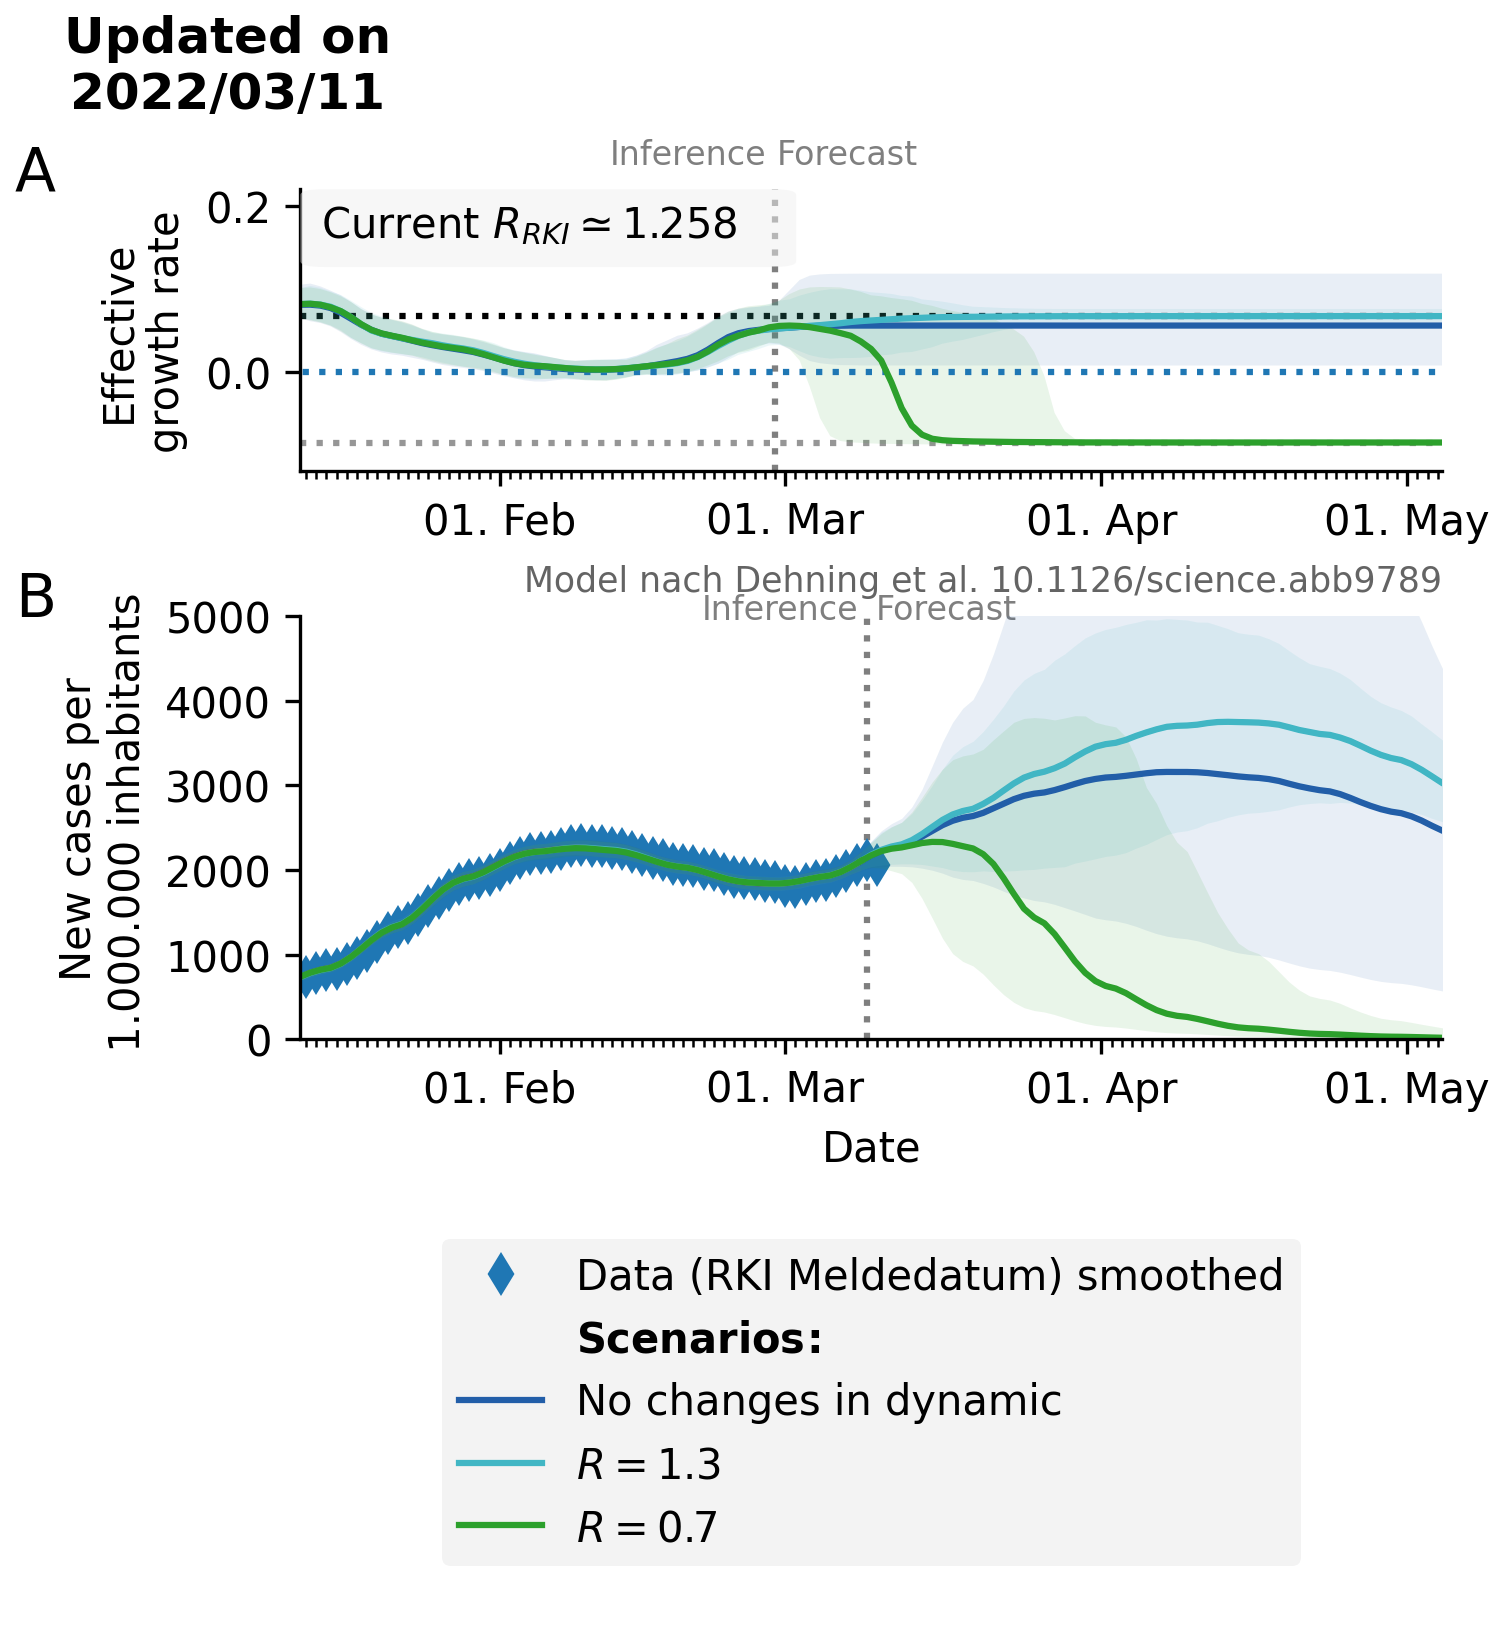 Updated on
2022/03/11
A
Inference Forecast
Current R_RKI ≃ 1.258
Effective
growth rate
0.2
0.0
01. Feb 01. Mar 01. Apr 01. May
B
Model nach Dehning et al. 10.1126/science.abb9789
Inference Forecast
New cases per
1.000.000 inhabitants
5000
4000
3000
2000
1000
0
01. Feb 01. Mar 01. Apr 01. May
Date
Data (RKI Meldedatum) smoothed
Scenarios:
No changes in dynamic
R = 1.3
R = 0.7